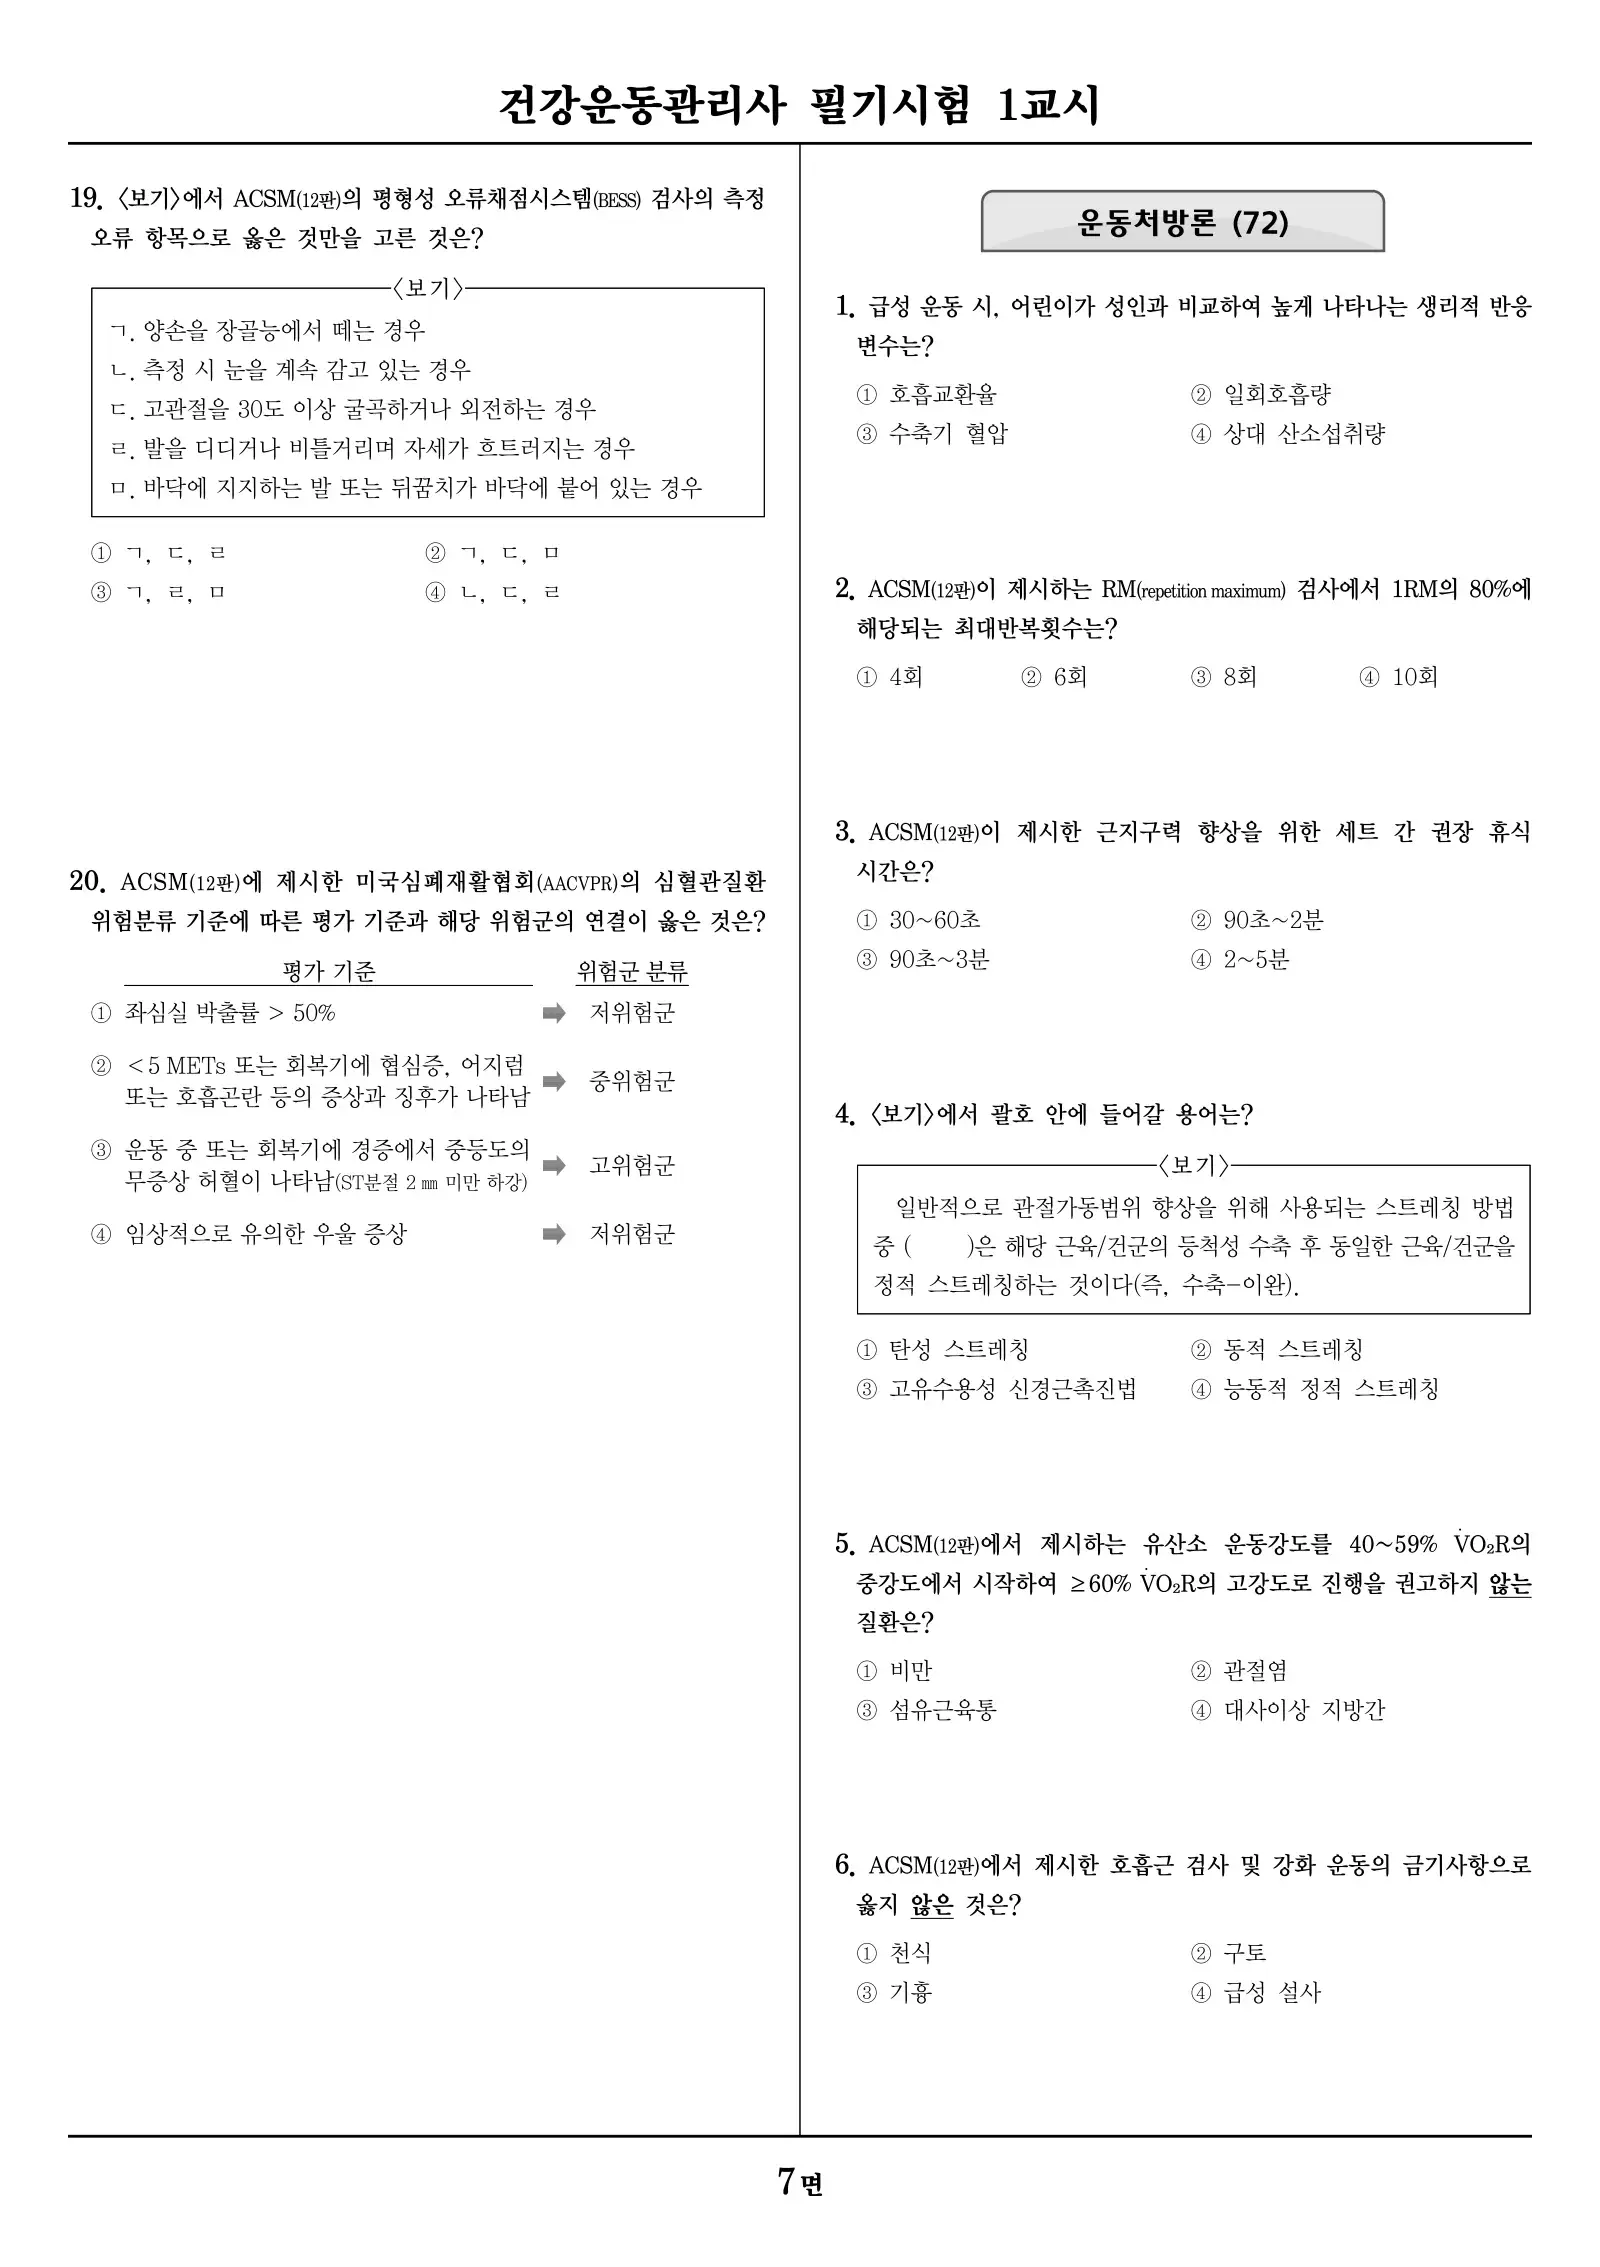 건강운동관리사 필기시험 1교시
19. <보기>에서 ACSM(12판)의 평형성 오류채점시스템(BESS) 검사의 측정
오류 항목으로 옳은 것만을 고른 것은?
<보기>
ㄱ. 양손을 장골능에서 떼는 경우
ㄴ. 측정 시 눈을 계속 감고 있는 경우
ㄷ. 고관절을 30도 이상 굴곡하거나 외전하는 경우
ㄹ. 발을 디디거나 비틀거리며 자세가 흐트러지는 경우
ㅁ. 바닥에 지지하는 발 또는 뒤꿈치가 바닥에 붙어 있는 경우
① ㄱ, ㄷ, ㄹ ② ㄱ, ㄷ, ㅁ
③ ㄱ, ㄹ, ㅁ ④ ㄴ, ㄷ, ㄹ
20. ACSM(12판)에 제시한 미국심폐재활협회(AACVPR)의 심혈관질환
위험분류 기준에 따른 평가 기준과 해당 위험군의 연결이 옳은 것은?
평가 기준 위험군 분류
① 좌심실 박출률 > 50% ➡ 저위험군
② <5 METs 또는 회복기에 협심증, 어지럼
또는 호흡곤란 등의 증상과 징후가 나타남 ➡ 중위험군
③ 운동 중 또는 회복기에 경증에서 중등도의
무증상 허혈이 나타남(ST분절 2 ㎜ 미만 하강) ➡ 고위험군
④ 임상적으로 유의한 우울 증상 ➡ 저위험군
운동처방론 (72)
1. 급성 운동 시, 어린이가 성인과 비교하여 높게 나타나는 생리적 반응
변수는?
① 호흡교환율 ② 일회호흡량
③ 수축기 혈압 ④ 상대 산소섭취량
2. ACSM(12판)이 제시하는 RM(repetition maximum) 검사에서 1RM의 80%에
해당되는 최대반복횟수는?
① 4회 ② 6회 ③ 8회 ④ 10회
3. ACSM(12판)이 제시한 근지구력 향상을 위한 세트 간 권장 휴식
시간은?
① 30~60초 ② 90초~2분
③ 90초~3분 ④ 2~5분
4. <보기>에서 괄호 안에 들어갈 용어는?
<보기>
일반적으로 관절가동범위 향상을 위해 사용되는 스트레칭 방법
중 (   )은 해당 근육/건군의 등척성 수축 후 동일한 근육/건군을
정적 스트레칭하는 것이다(즉, 수축-이완).
① 탄성 스트레칭 ② 동적 스트레칭
③ 고유수용성 신경근촉진법 ④ 능동적 정적 스트레칭
5. ACSM(12판)에서 제시하는 유산소 운동강도를 40~59% V̇O₂R의
중강도에서 시작하여 ≥60% V̇O₂R의 고강도로 진행을 권고하지 않는
질환은?
① 비만 ② 관절염
③ 섬유근육통 ④ 대사이상 지방간
6. ACSM(12판)에서 제시한 호흡근 검사 및 강화 운동의 금기사항으로
옳지 않은 것은?
① 천식 ② 구토
③ 기흉 ④ 급성 설사
7 면